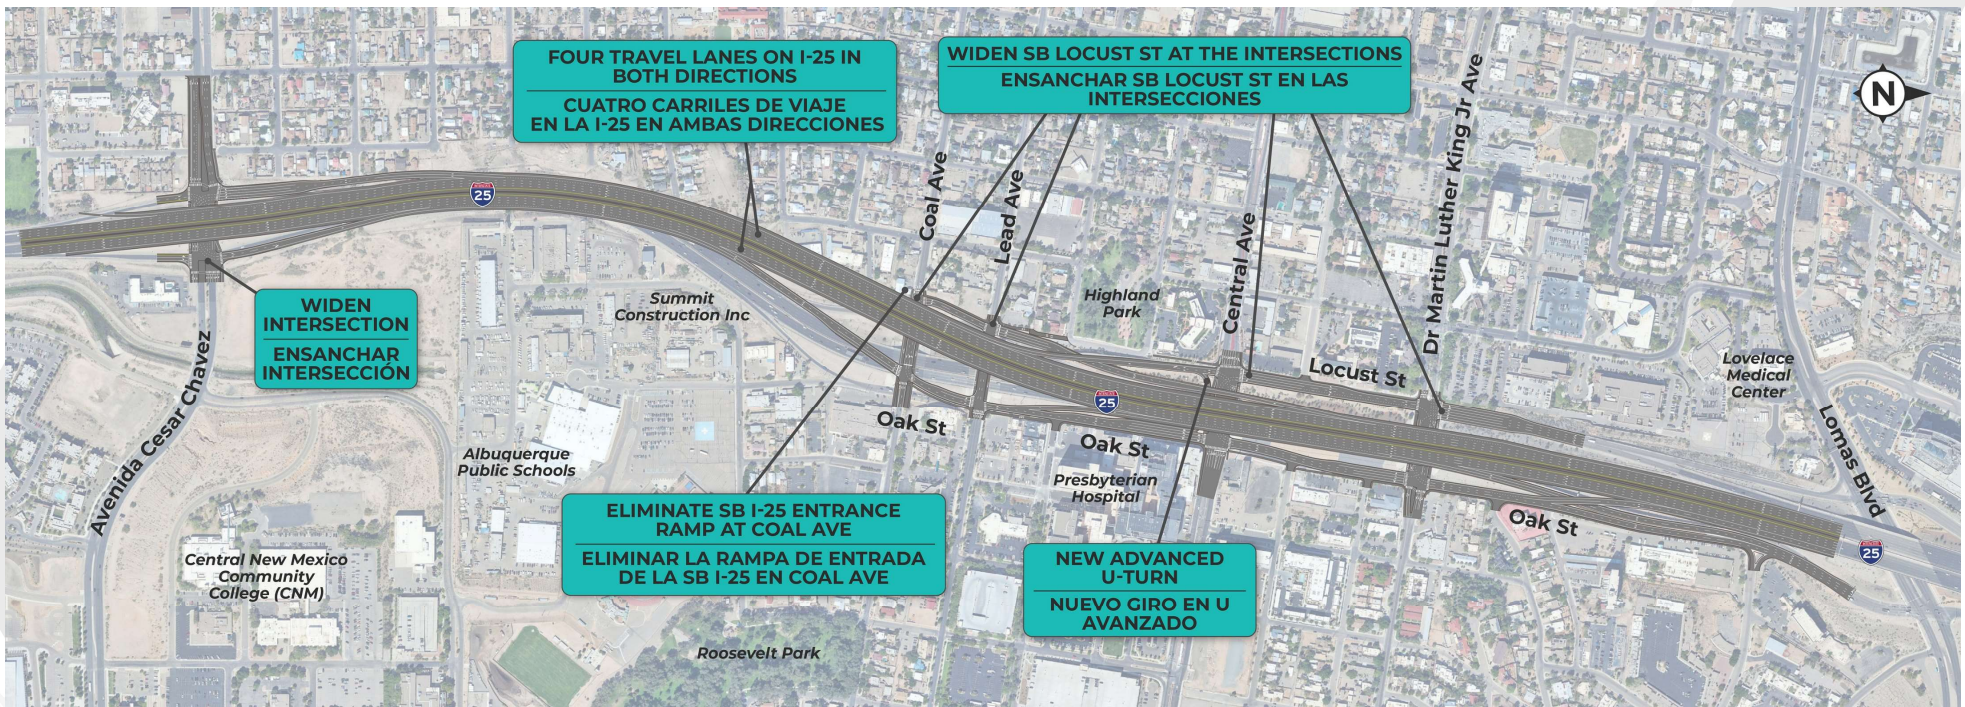 FOUR TRAVEL LANES ON I-25 IN
BOTH DIRECTIONS
CUATRO CARRILES DE VIAJE
EN LA I-25 EN AMBAS DIRECCIONES
WIDEN SB LOCUST ST AT THE INTERSECTIONS
ENSANCHAR SB LOCUST ST EN LAS
INTERSECCIONES
N
25
Coal Ave
Lead Ave
Central Ave
Dr Martin Luther King Jr Ave
WIDEN
INTERSECTION
ENSANCHAR
INTERSECCIÓN
Summit
Construction Inc
Highland
Park
Locust St
Lovelace
Medical
Center
Avenida Cesar Chavez
25
Oak St
Oak St
Albuquerque
Public Schools
Presbyterian
Hospital
Lomas Blvd
Oak St
25
ELIMINATE SB I-25 ENTRANCE
RAMP AT COAL AVE
ELIMINAR LA RAMPA DE ENTRADA
DE LA SB I-25 EN COAL AVE
NEW ADVANCED
U-TURN
NUEVO GIRO EN U
AVANZADO
Central New Mexico
Community
College (CNM)
Roosevelt Park